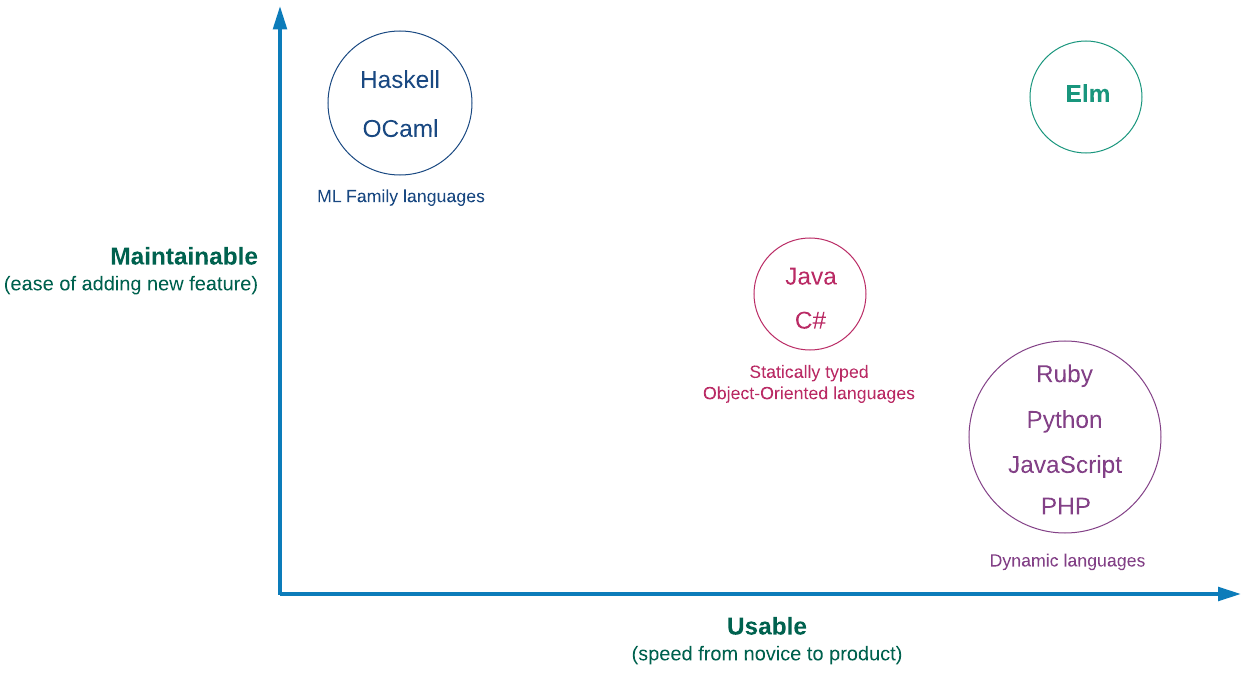 Haskell
OCaml
ML Family languages
Elm
Maintainable
(ease of adding new feature)
Java
C#
Statically typed
Object-Oriented languages
Ruby
Python
JavaScript
PHP
Dynamic languages
Usable
(speed from novice to product)